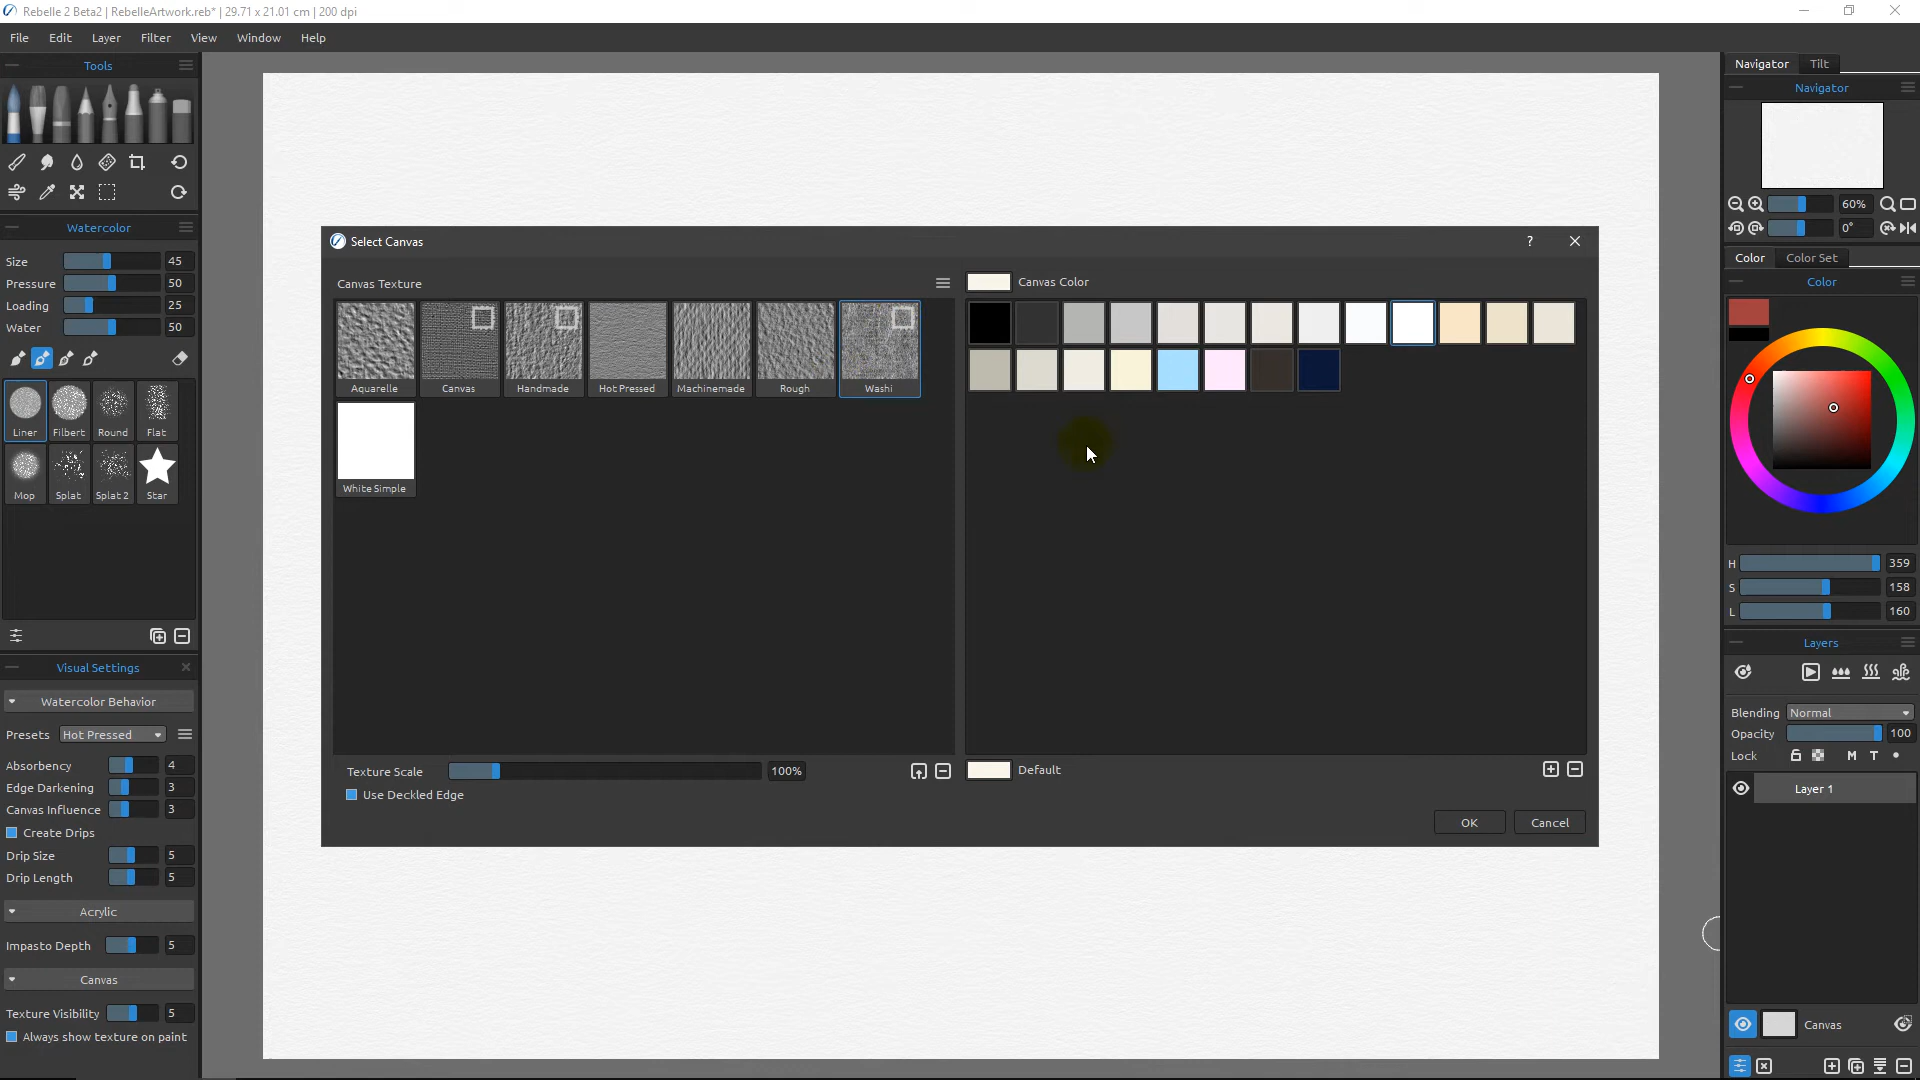 Rebelle 2 Beta2 | RebelleArtwork.reb* | 29.71 x 21.01 cm | 200 dpi
File Edit Layer Filter View Window Help
Tools
Watercolor
Size 45
Pressure 50
Loading 25
Water 50
Liner Filbert Round Flat
Mop Splat Splat 2 Star
Visual Settings
Watercolor Behavior
Presets Hot Pressed
Absorbency 4
Edge Darkening 3
Canvas Influence 3
Create Drips
Drip Size 5
Drip Length 5
Acrylic
Impasto Depth 5
Canvas
Texture Visibility 5
Always show texture on paint
Select Canvas ?
Canvas Texture
Aquarelle Canvas Handmade Hot Pressed Machinemade Rough Washi
White Simple
Texture Scale 100%
Use Deckled Edge
Canvas Color
Default
OK Cancel
Navigator Tilt
Navigator
60%
0°
Color Color Set
Color
H 359
S 158
L 160
Layers
Blending Normal
Opacity 100
Lock M T
Layer 1
Canvas